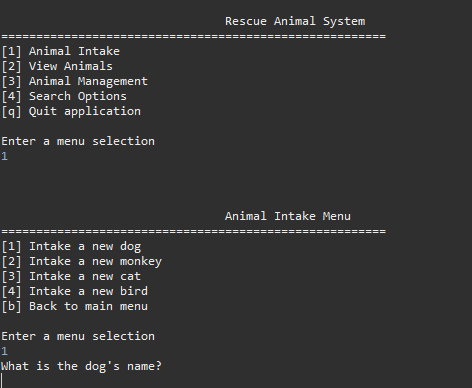 Rescue Animal System
=======================================================
[1] Animal Intake
[2] View Animals
[3] Animal Management
[4] Search Options
[q] Quit application
Enter a menu selection
1
Animal Intake Menu
=======================================================
[1] Intake a new dog
[2] Intake a new monkey
[3] Intake a new cat
[4] Intake a new bird
[b] Back to main menu
Enter a menu selection
1
What is the dog's name?